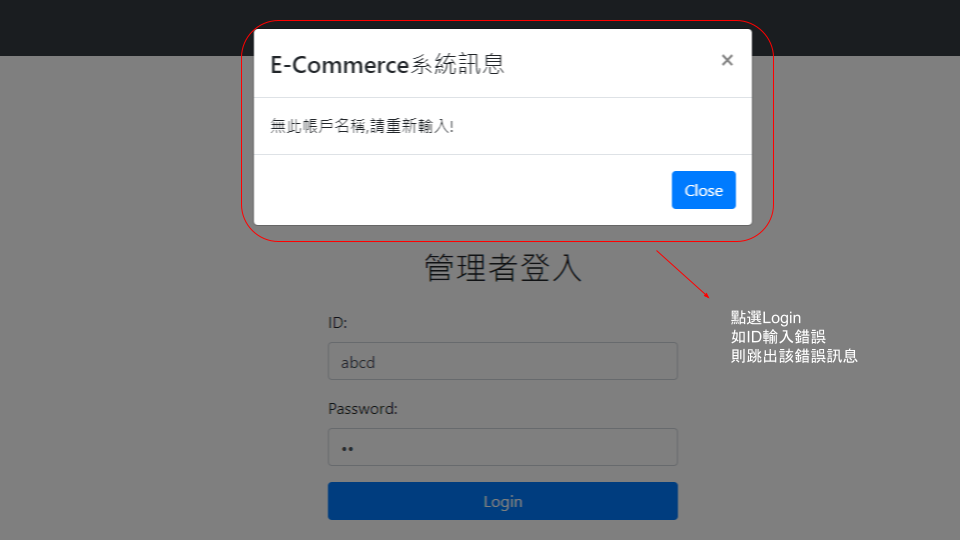 E-Commerce系統訊息
×
無此帳戶名稱,請重新輸入!
Close
管理者登入
ID:
abcd
Password:
••
Login
點選Login
如ID輸入錯誤
則跳出該錯誤訊息